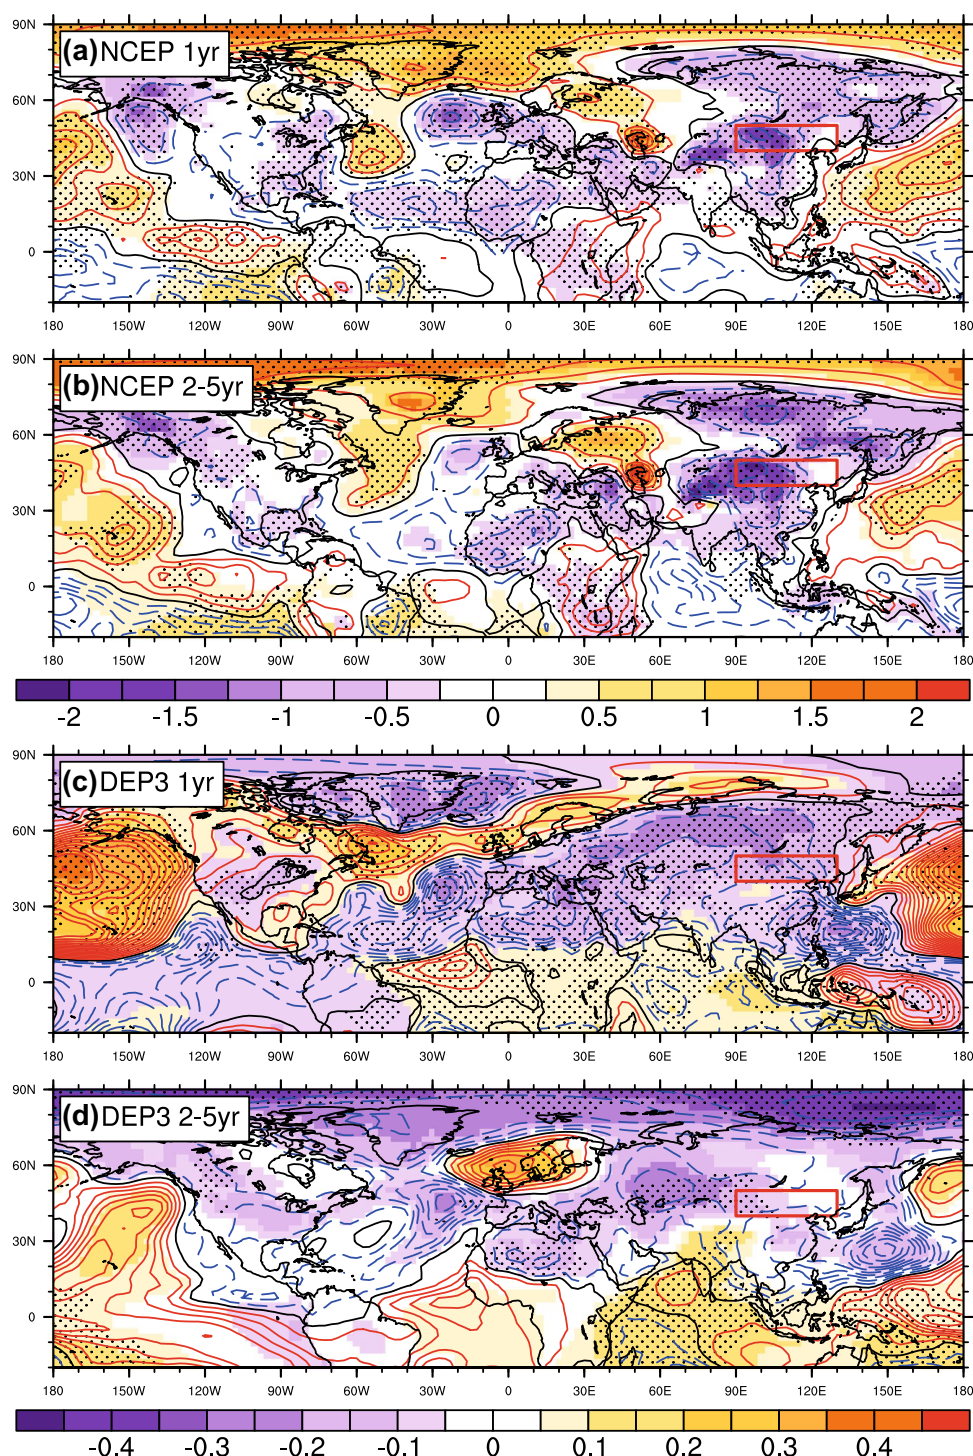 (a) NCEP 1yr
90N
60N
30N
0
180 150W 120W 90W 60W 30W 0 30E 60E 90E 120E 150E 180
(b) NCEP 2-5yr
90N
60N
30N
0
180 150W 120W 90W 60W 30W 0 30E 60E 90E 120E 150E 180
-2 -1.5 -1 -0.5 0 0.5 1 1.5 2
(c) DEP3 1yr
90N
60N
30N
0
180 150W 120W 90W 60W 30W 0 30E 60E 90E 120E 150E 180
(d) DEP3 2-5yr
90N
60N
30N
0
180 150W 120W 90W 60W 30W 0 30E 60E 90E 120E 150E 180
-0.4 -0.3 -0.2 -0.1 0 0.1 0.2 0.3 0.4